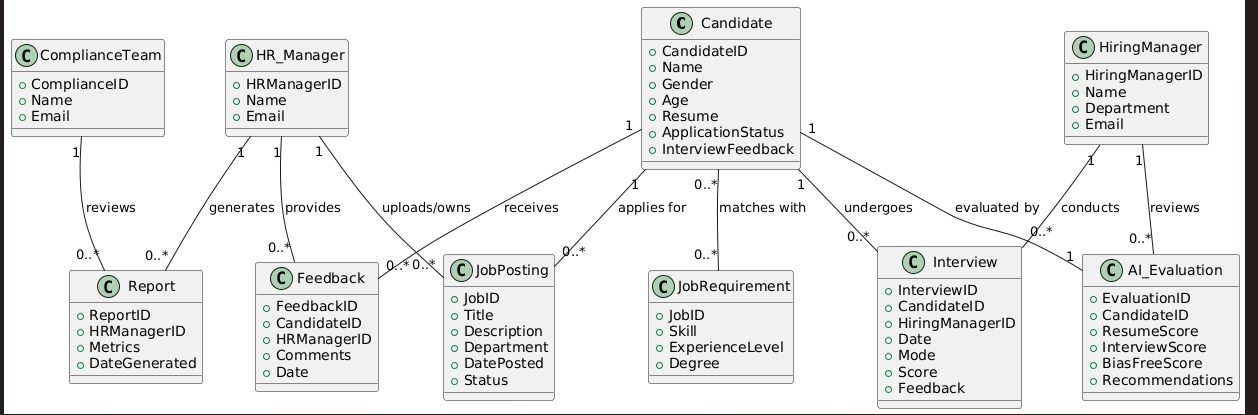 C ComplianceTeam
ComplianceID
Name
Email
C HR_Manager
HRManagerID
Name
Email
C Candidate
CandidateID
Name
Gender
Age
Resume
ApplicationStatus
InterviewFeedback
C HiringManager
HiringManagerID
Name
Department
Email
1
reviews
0..*
1
generates
0..*
1
provides
0..*
1
uploads/owns
0..*
1
receives
0..*
1
applies for
0..*
0..*
matches with
0..*
1
undergoes
0..*
1
evaluated by
1
1
conducts
0..*
1
reviews
0..*
C Report
ReportID
HRManagerID
Metrics
DateGenerated
C Feedback
FeedbackID
CandidateID
HRManagerID
Comments
Date
C JobPosting
JobID
Title
Description
Department
DatePosted
Status
C JobRequirement
JobID
Skill
ExperienceLevel
Degree
C Interview
InterviewID
CandidateID
HiringManagerID
Date
Mode
Score
Feedback
C AI_Evaluation
EvaluationID
CandidateID
ResumeScore
InterviewScore
BiasFreeScore
Recommendations